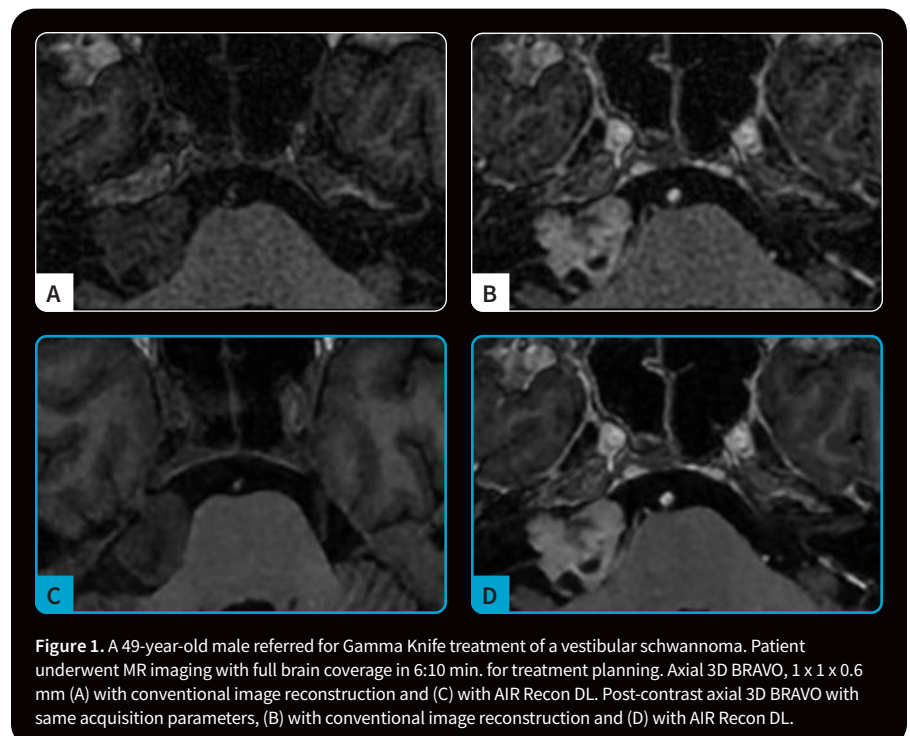 A
B
C
D
Figure 1. A 49-year-old male referred for Gamma Knife treatment of a vestibular schwannoma. Patient
underwent MR imaging with full brain coverage in 6:10 min. for treatment planning. Axial 3D BRAVO, 1 x 1 x 0.6
mm (A) with conventional image reconstruction and (C) with AIR Recon DL. Post-contrast axial 3D BRAVO with
same acquisition parameters, (B) with conventional image reconstruction and (D) with AIR Recon DL.